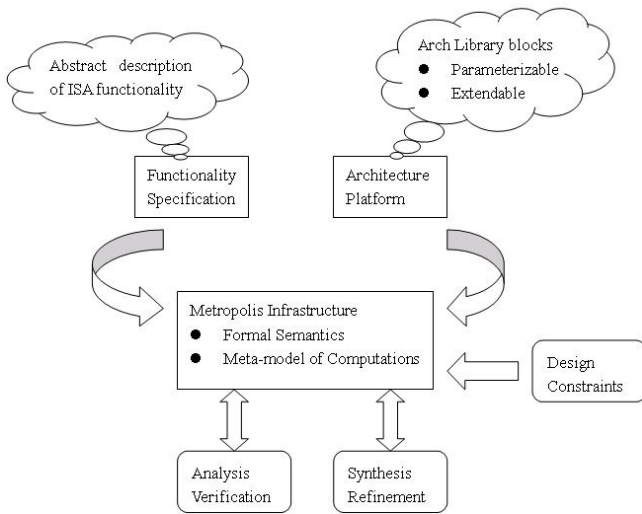 Abstract description
of ISA functionality
Arch Library blocks
● Parameterizable
● Extendable
Functionality
Specification
Architecture
Platform
Metropolis Infrastructure
● Formal Semantics
● Meta-model of Computations
Design
Constraints
Analysis
Verification
Synthesis
Refinement